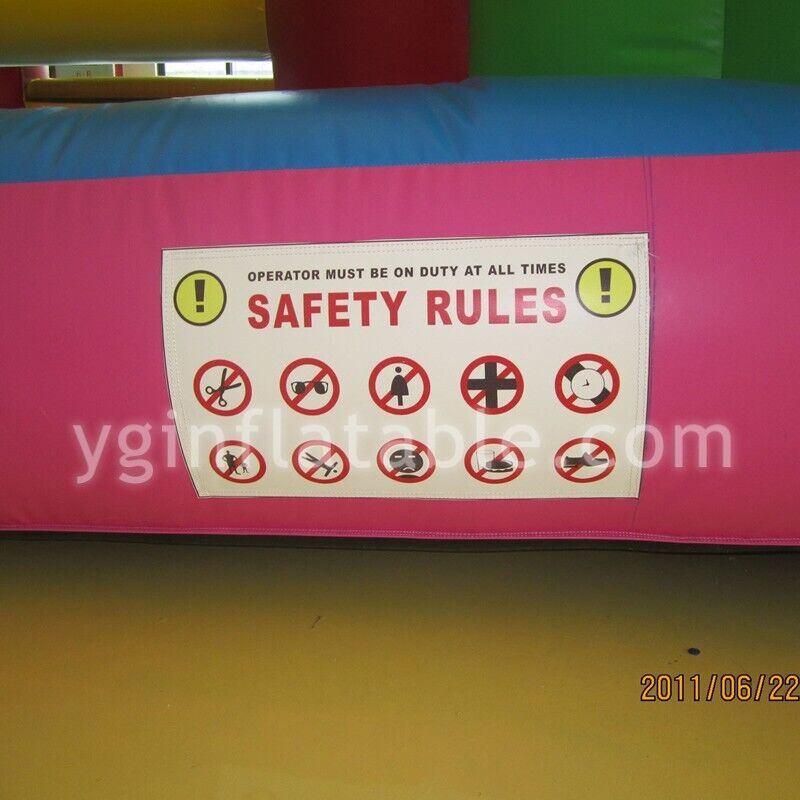 OPERATOR MUST BE ON DUTY AT ALL TIMES
SAFETY RULES
yginflatable.com
2011/06/22